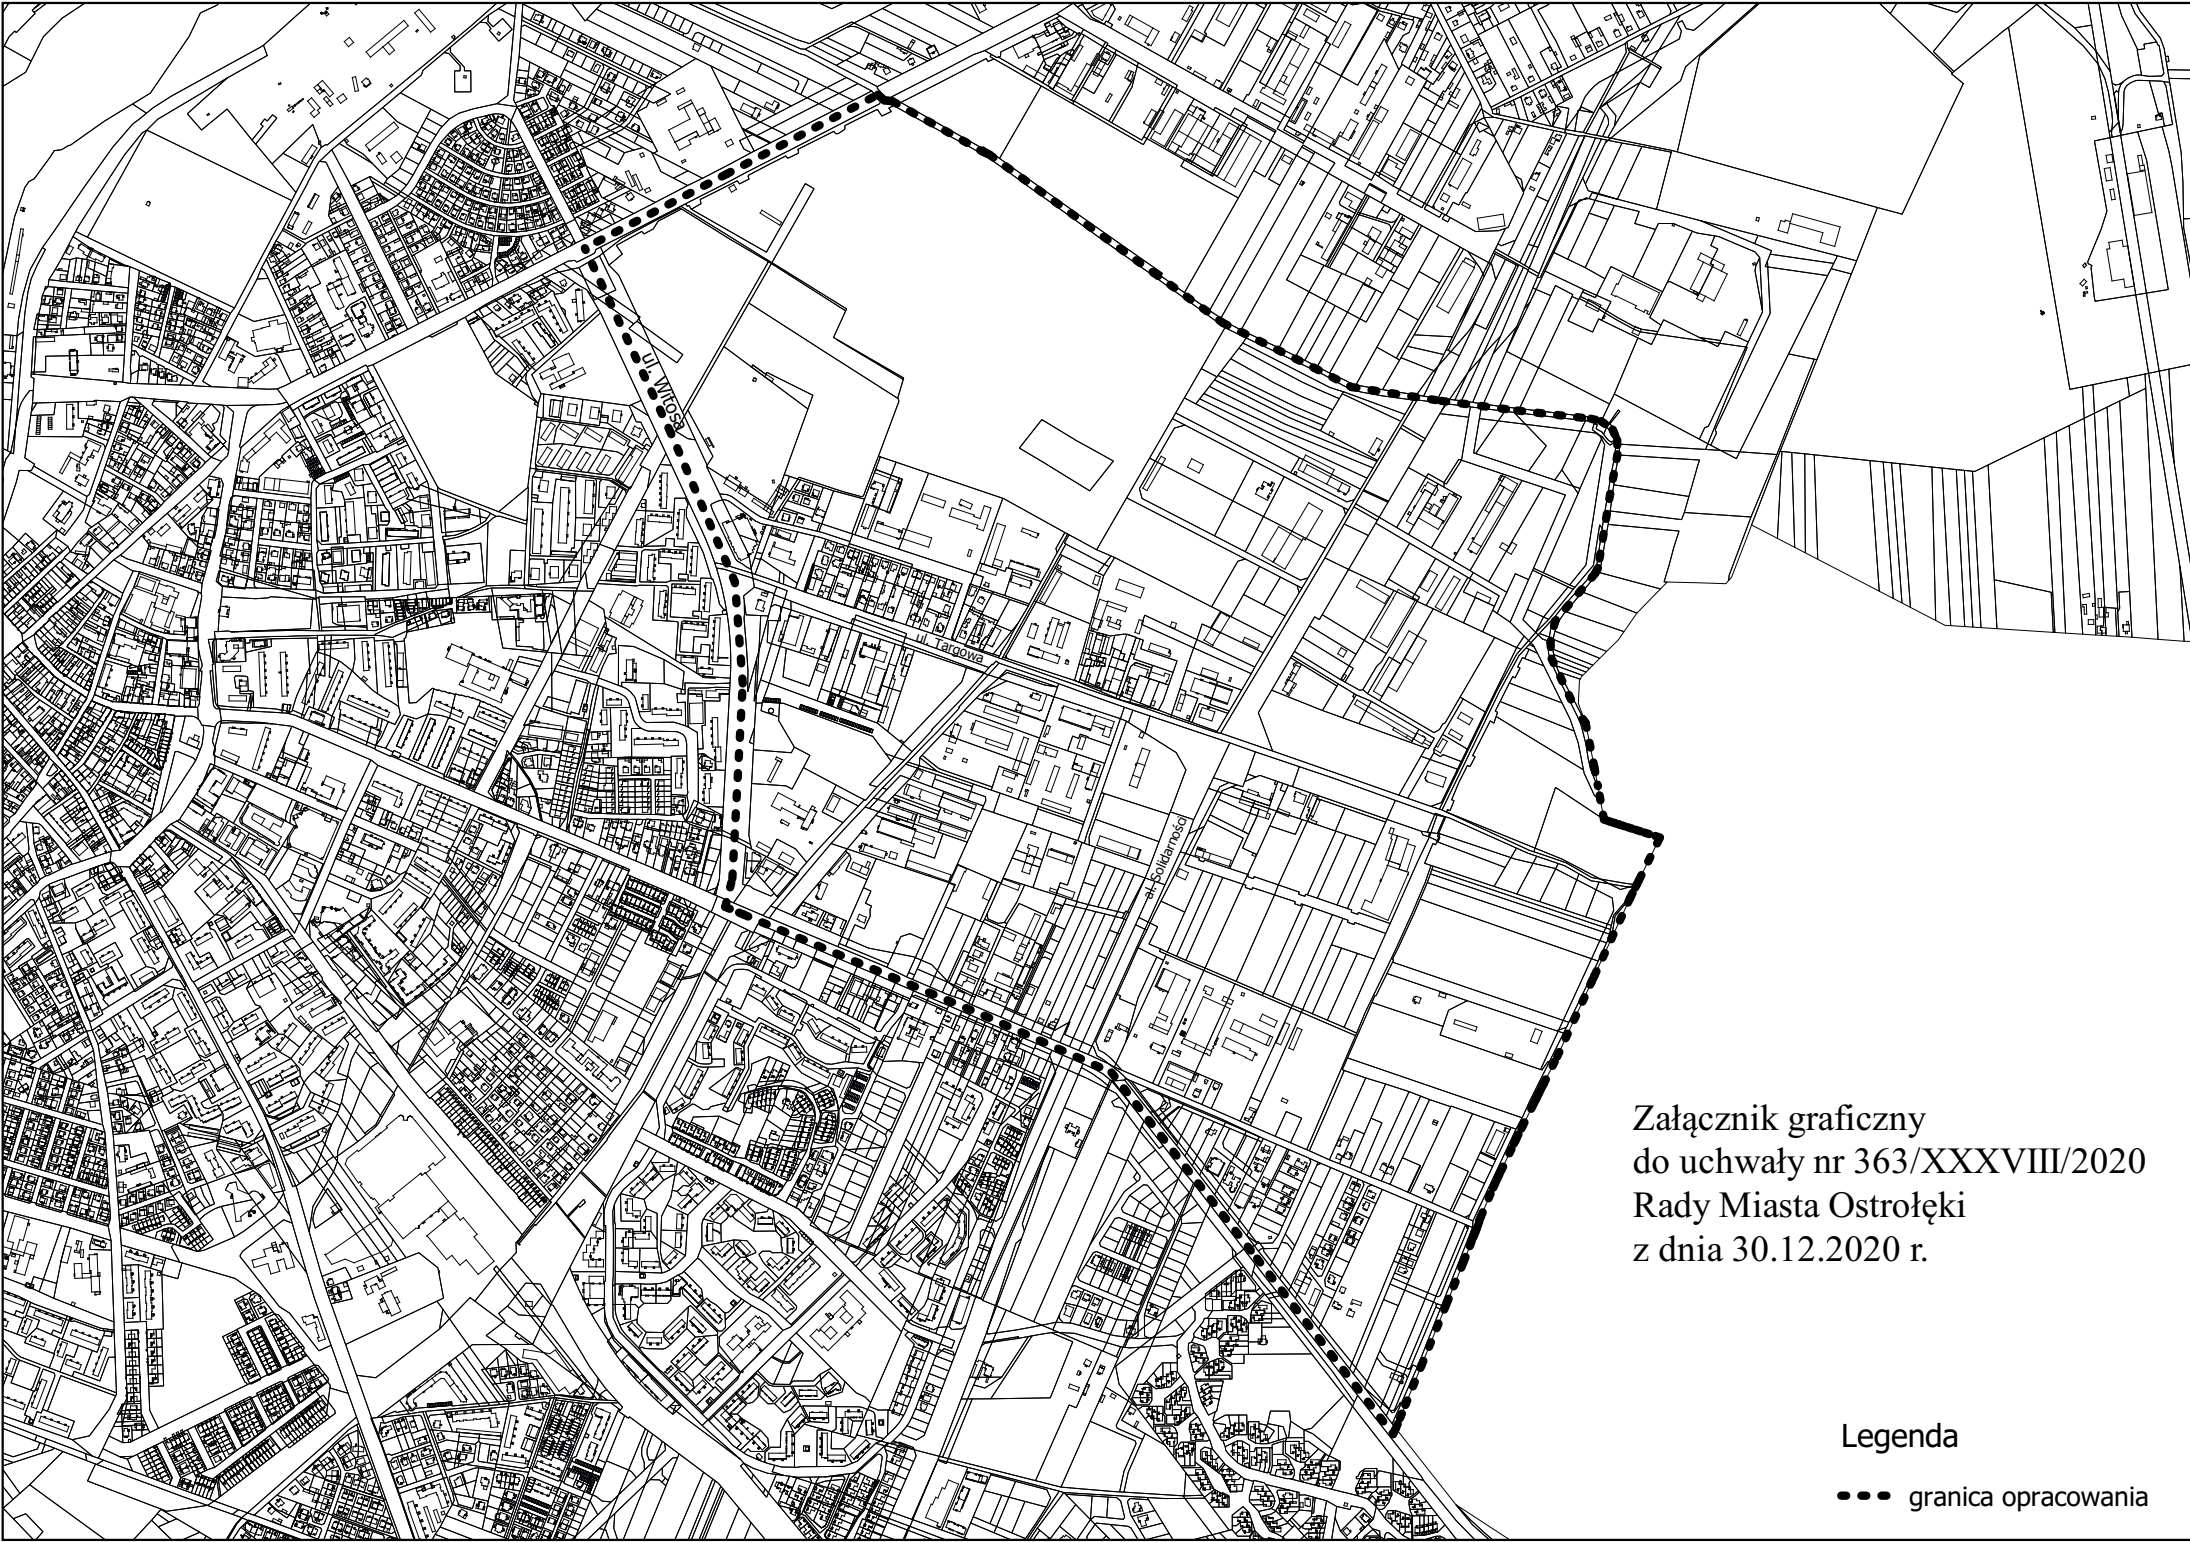 ul. Witosa
ul. Targowa
al. Solidarności
Załącznik graficzny
do uchwały nr 363/XXXVIII/2020
Rady Miasta Ostrołęki
z dnia 30.12.2020 r.
Legenda
granica opracowania